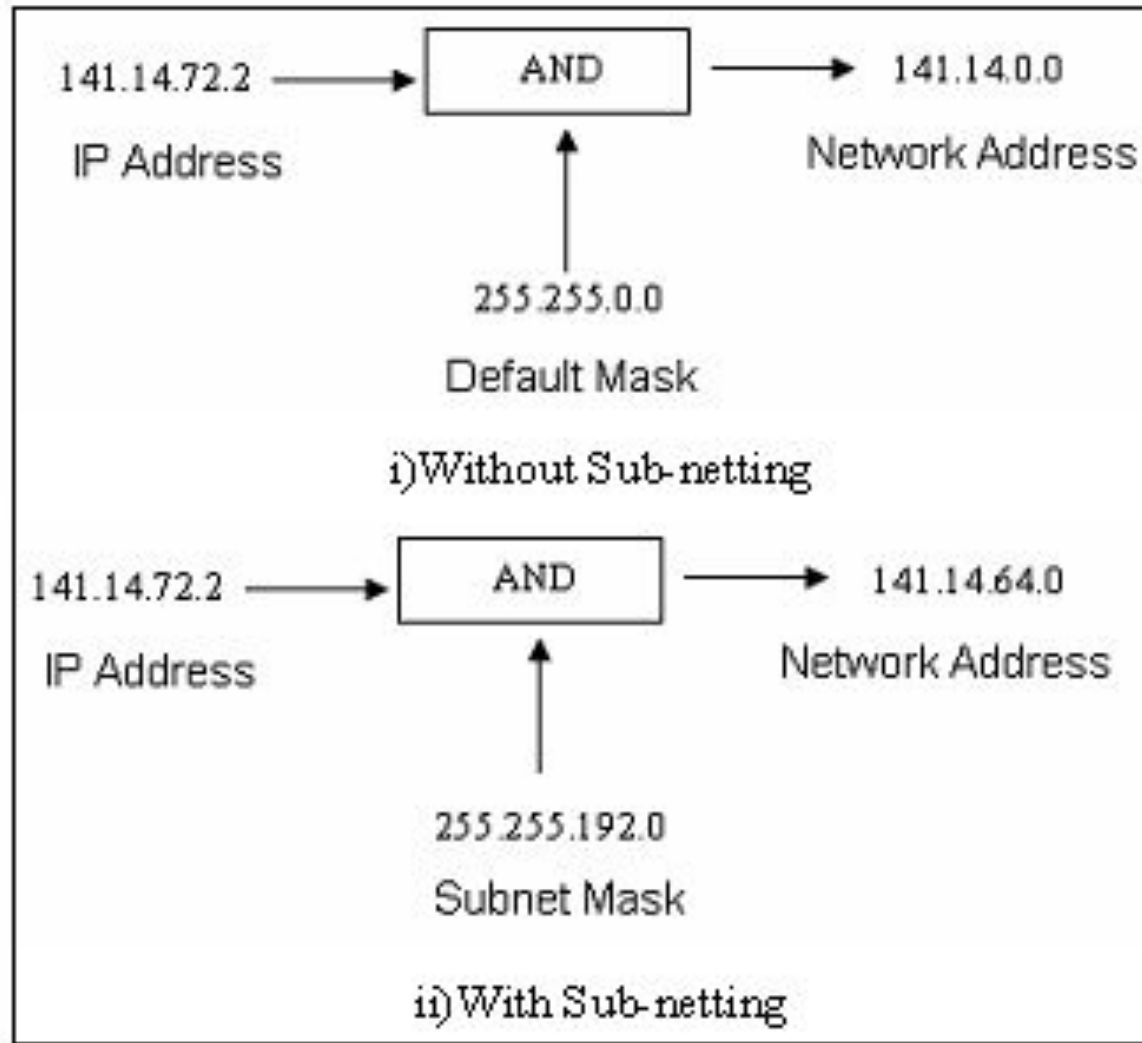 AND
141.14.72.2
141.14.0.0
IP Address
Network Address
255.255.0.0
Default Mask
i)Without Sub-netting
AND
141.14.72.2
141.14.64.0
IP Address
Network Address
255.255.192.0
Subnet Mask
ii)With Sub-netting